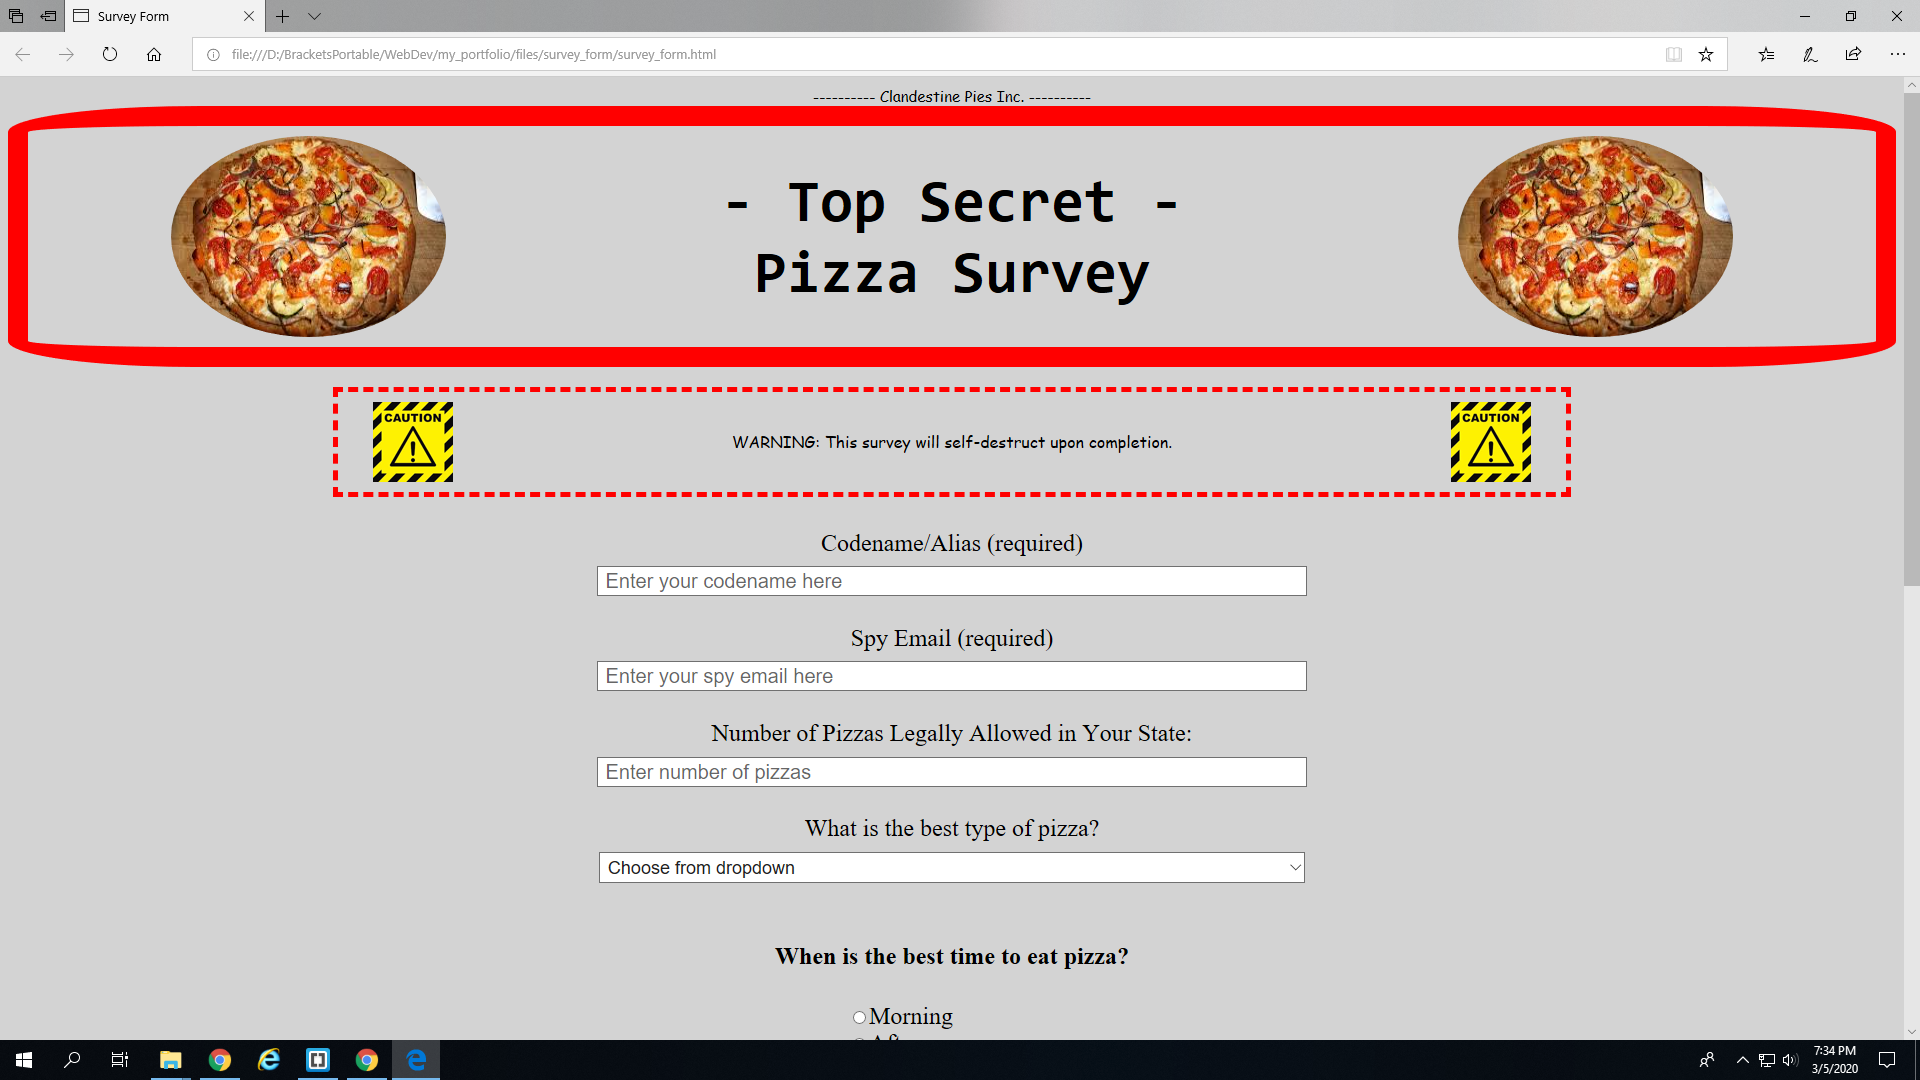 Survey Form
file:///D:/BracketsPortable/WebDev/my_portfolio/files/survey_form/survey_form.html
---------- Clandestine Pies Inc. ----------
- Top Secret -
Pizza Survey
CAUTION
WARNING: This survey will self-destruct upon completion.
CAUTION
Codename/Alias (required)
Enter your codename here
Spy Email (required)
Enter your spy email here
Number of Pizzas Legally Allowed in Your State:
Enter number of pizzas
What is the best type of pizza?
Choose from dropdown
When is the best time to eat pizza?
Morning
7:34 PM
3/5/2020